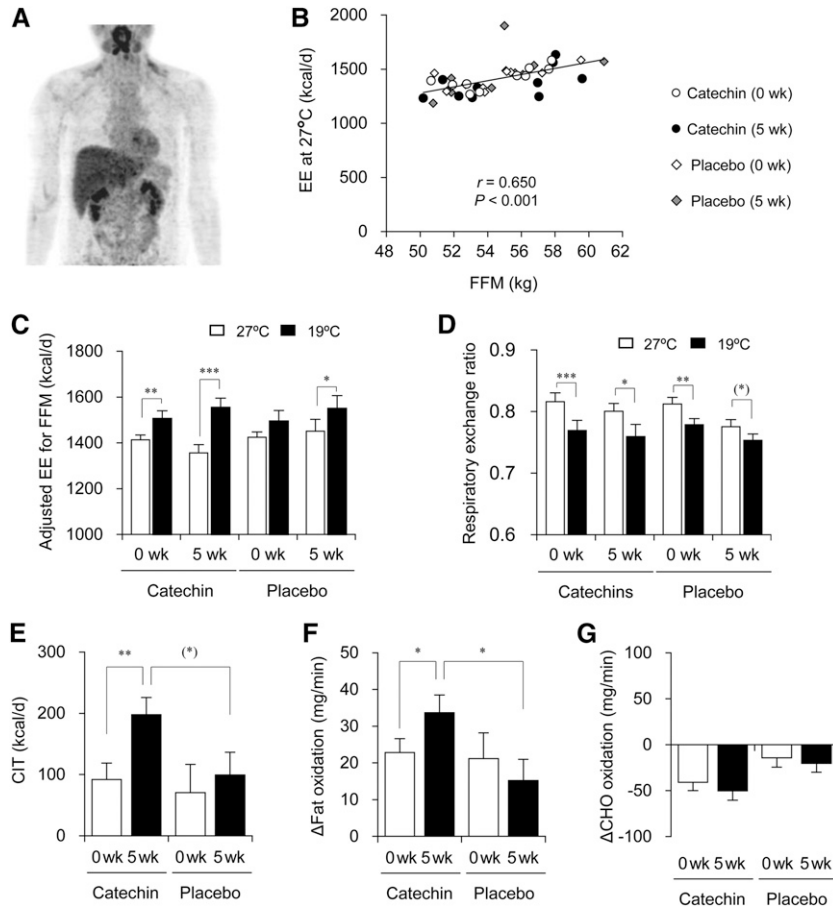 A
B
EE at 27ºC (kcal/d)
2000
1500
1000
500
0
r = 0.650
P < 0.001
48 50 52 54 56 58 60 62
FFM (kg)
Catechin (0 wk)
Catechin (5 wk)
Placebo (0 wk)
Placebo (5 wk)
C
27ºC 19ºC
Adjusted EE for FFM (kcal/d)
1800
1600
1400
1200
1000
** *** *
0 wk 5 wk 0 wk 5 wk
Catechin Placebo
D
27ºC 19ºC
Respiratory exchange ratio
0.9
0.8
0.7
0.6
*** * ** (*)
0 wk 5 wk 0 wk 5 wk
Catechins Placebo
E
CIT (kcal/d)
300
200
100
0
** (*)
0 wk 5 wk 0 wk 5 wk
Catechin Placebo
F
ΔFat oxidation (mg/min)
50
40
30
20
10
0
* *
0 wk 5 wk 0 wk 5 wk
Catechin Placebo
G
ΔCHO oxidation (mg/min)
100
50
0
-50
-100
0 wk 5 wk 0 wk 5 wk
Catechin Placebo